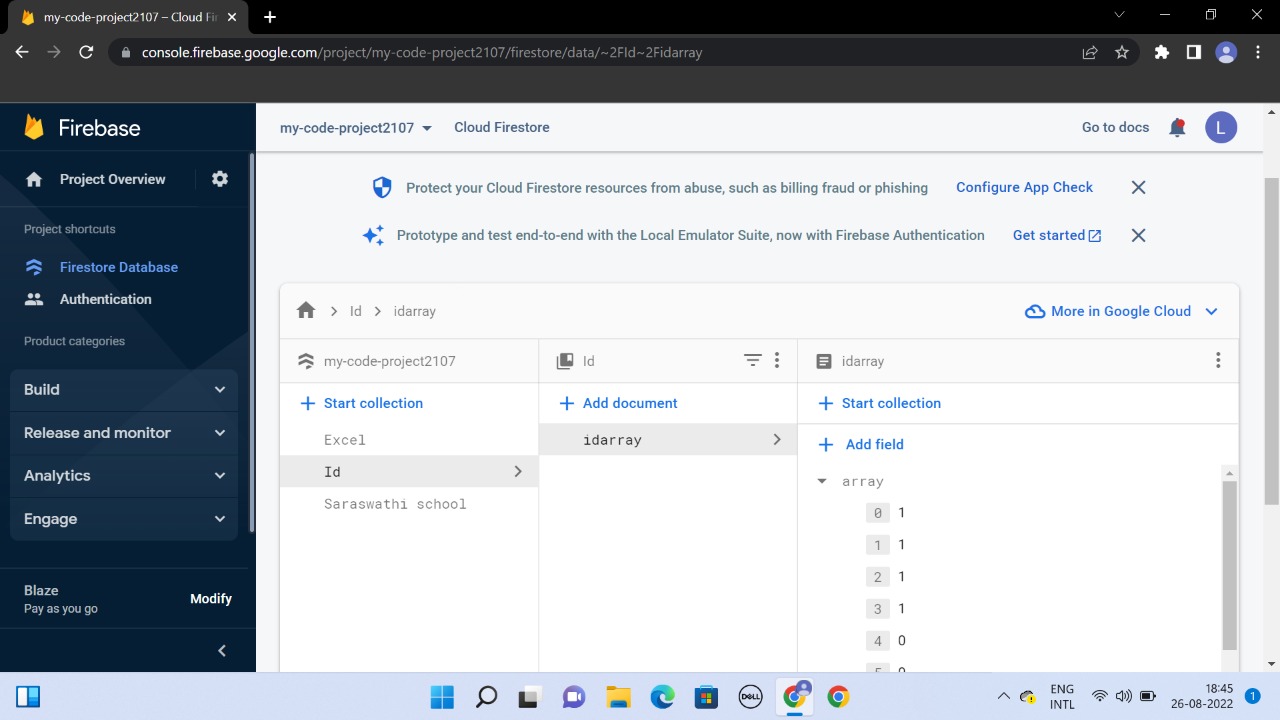 my-code-project2107 – Cloud Fir
console.firebase.google.com/project/my-code-project2107/firestore/data/~2FId~2Fidarray
Firebase
my-code-project2107
Cloud Firestore
Go to docs
L
Project Overview
Protect your Cloud Firestore resources from abuse, such as billing fraud or phishing
Configure App Check
Project shortcuts
Prototype and test end-to-end with the Local Emulator Suite, now with Firebase Authentication
Get started
Firestore Database
Authentication
Product categories
Build
Release and monitor
Analytics
Engage
Blaze
Pay as you go
Modify
Id
idarray
More in Google Cloud
my-code-project2107
Start collection
Excel
Id
Saraswathi school
Id
Add document
idarray
idarray
Start collection
Add field
array
0 1
1 1
2 1
3 1
4 0
DELL
ENG
INTL
18:45
26-08-2022
1